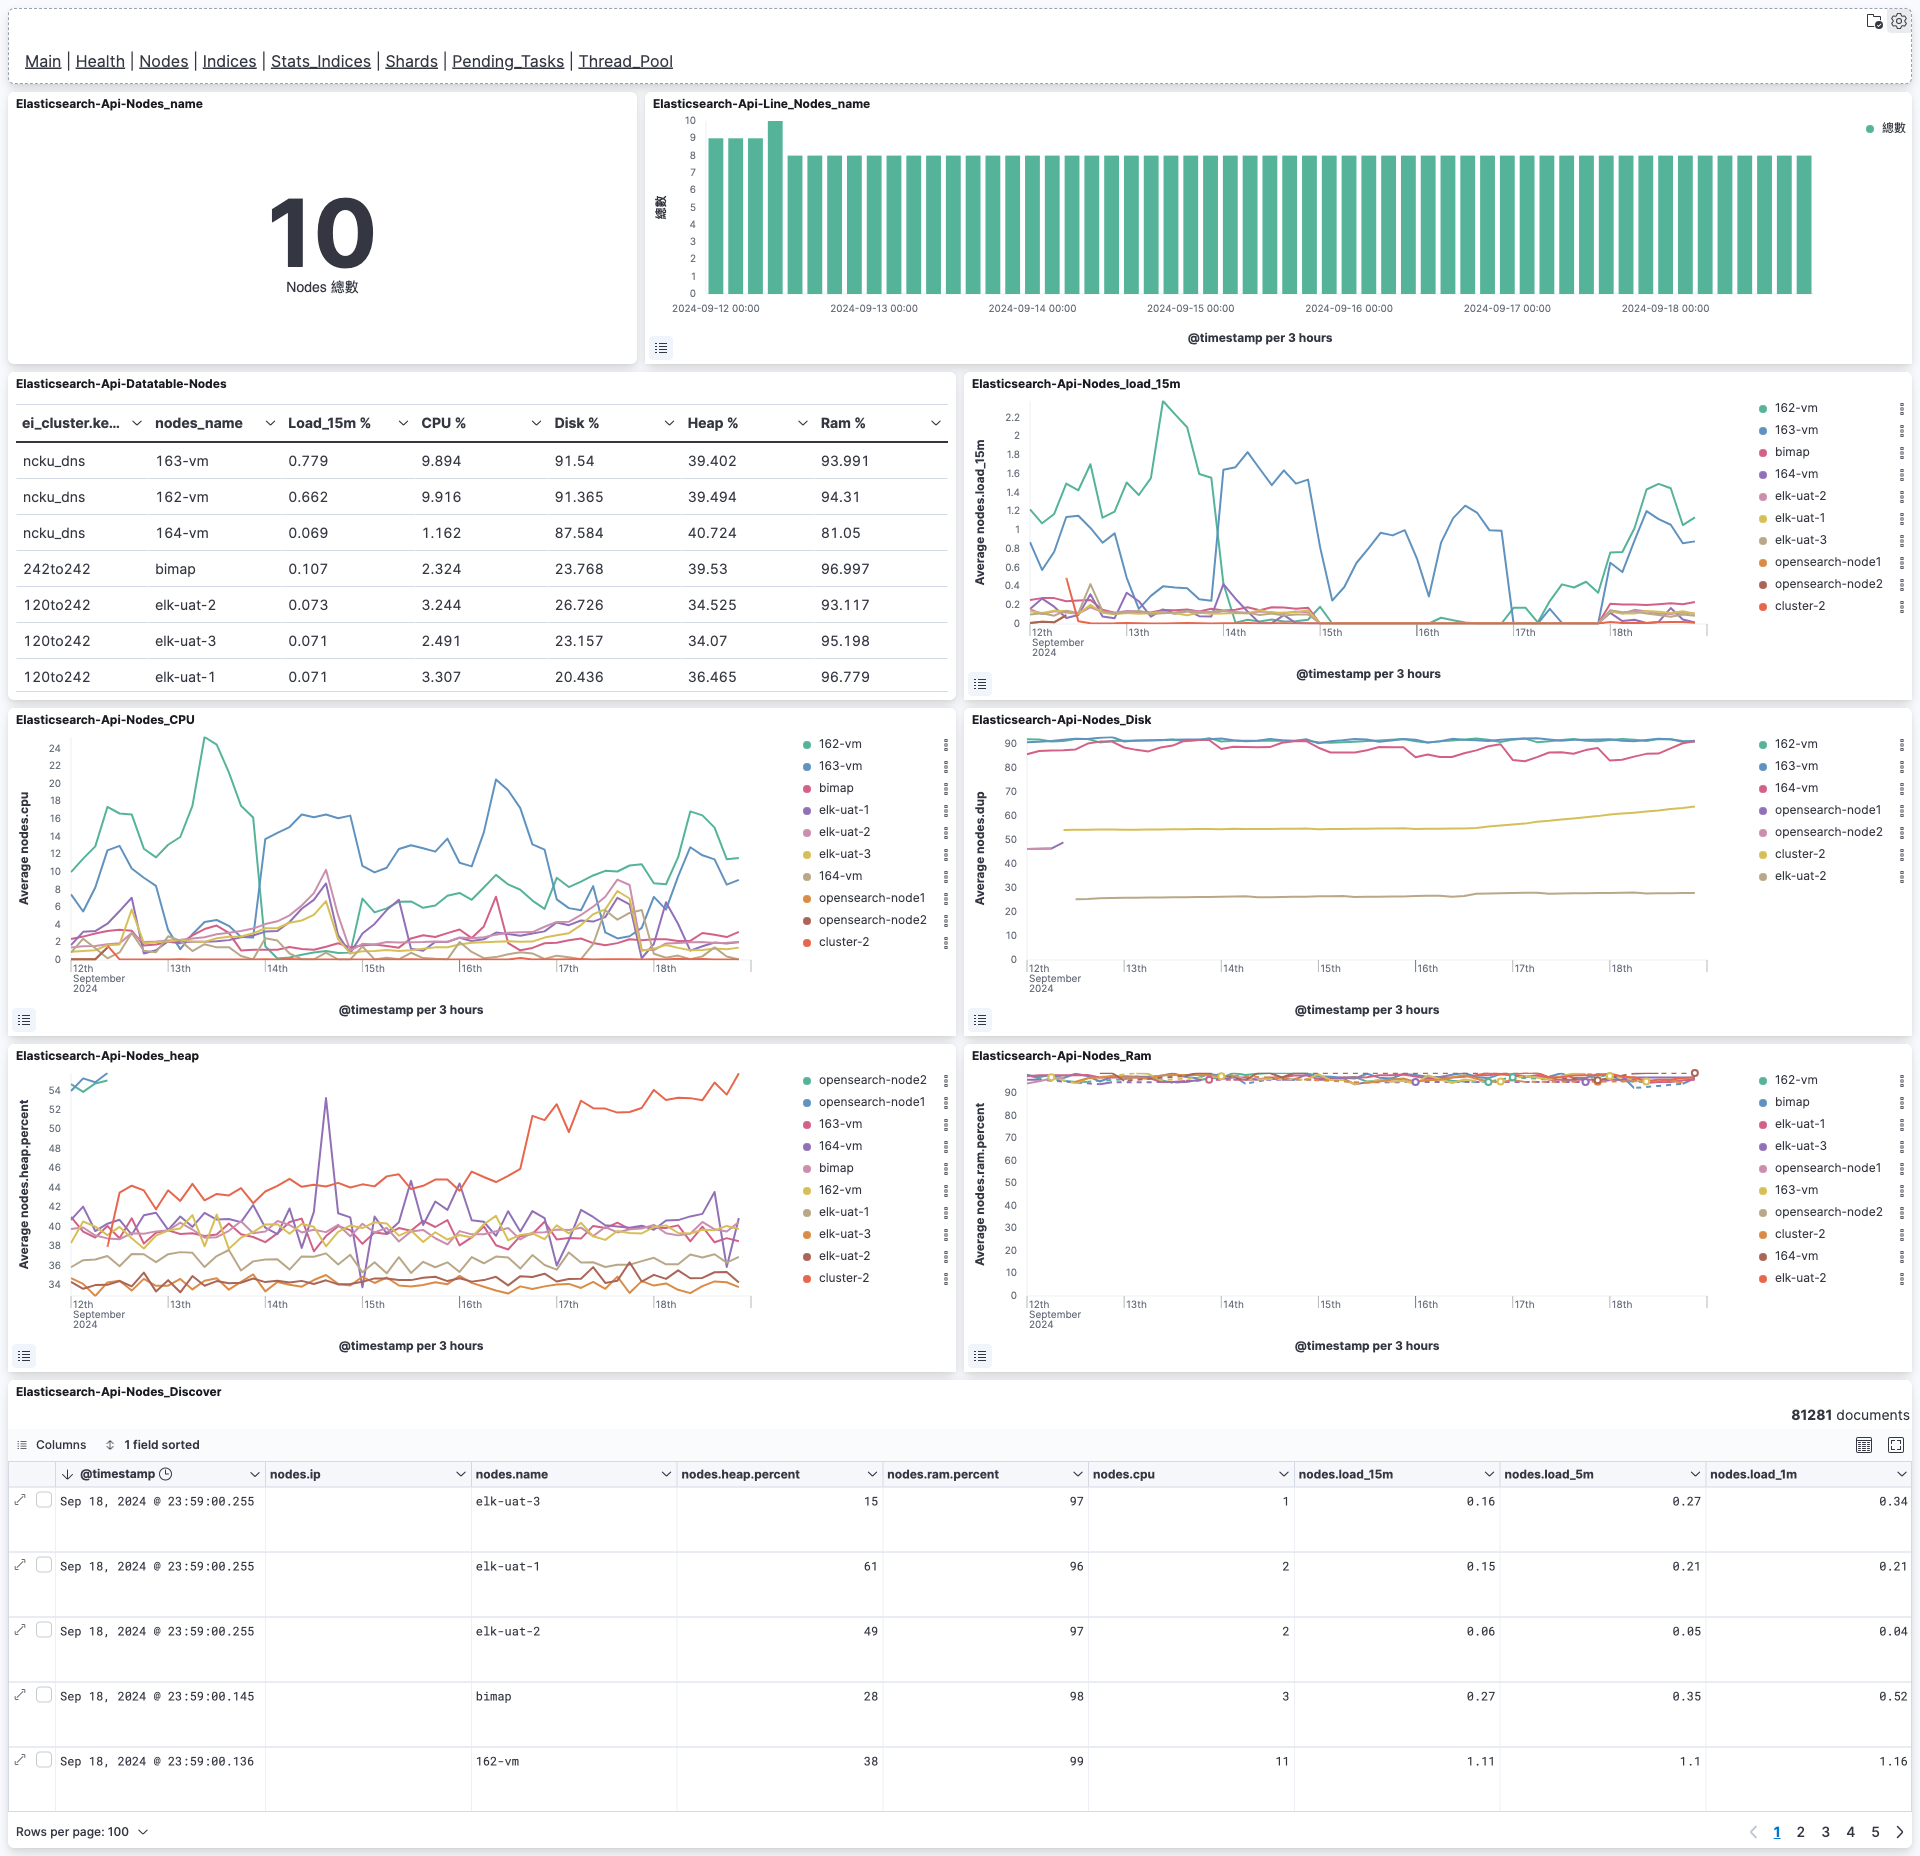 Main | Health | Nodes | Indices | Stats_Indices | Shards | Pending_Tasks | Thread_Pool
Elasticsearch-Api-Nodes_name
10
Nodes 總數
Elasticsearch-Api-Line_Nodes_name
總數
10
9
8
7
6
5
4
3
2
1
0
總數
2024-09-12 00:00 2024-09-13 00:00 2024-09-14 00:00 2024-09-15 00:00 2024-09-16 00:00 2024-09-17 00:00 2024-09-18 00:00
@timestamp per 3 hours
Elasticsearch-Api-Datatable-Nodes
ei_cluster.ke... nodes_name Load_15m % CPU % Disk % Heap % Ram %
ncku_dns 163-vm 0.779 9.894 91.54 39.402 93.991
ncku_dns 162-vm 0.662 9.916 91.365 39.494 94.31
ncku_dns 164-vm 0.069 1.162 87.584 40.724 81.05
242to242 bimap 0.107 2.324 23.768 39.53 96.997
120to242 elk-uat-2 0.073 3.244 26.726 34.525 93.117
120to242 elk-uat-3 0.071 2.491 23.157 34.07 95.198
120to242 elk-uat-1 0.071 3.307 20.436 36.465 96.779
Elasticsearch-Api-Nodes_load_15m
Average nodes.load_15m
2.2
2
1.8
1.6
1.4
1.2
1
0.8
0.6
0.4
0.2
0
12th 13th 14th 15th 16th 17th 18th
September
2024
@timestamp per 3 hours
162-vm
163-vm
bimap
164-vm
elk-uat-2
elk-uat-1
elk-uat-3
opensearch-node1
opensearch-node2
cluster-2
Elasticsearch-Api-Nodes_CPU
Average nodes.cpu
24
22
20
18
16
14
12
10
8
6
4
2
0
12th 13th 14th 15th 16th 17th 18th
September
2024
@timestamp per 3 hours
162-vm
163-vm
bimap
elk-uat-1
elk-uat-2
elk-uat-3
164-vm
opensearch-node1
opensearch-node2
cluster-2
Elasticsearch-Api-Nodes_Disk
Average nodes.dup
90
80
70
60
50
40
30
20
10
0
12th 13th 14th 15th 16th 17th 18th
September
2024
@timestamp per 3 hours
162-vm
163-vm
164-vm
opensearch-node1
opensearch-node2
cluster-2
elk-uat-2
Elasticsearch-Api-Nodes_heap
Average nodes.heap.percent
54
52
50
48
46
44
42
40
38
36
34
12th 13th 14th 15th 16th 17th 18th
September
2024
@timestamp per 3 hours
opensearch-node2
opensearch-node1
163-vm
164-vm
bimap
162-vm
elk-uat-1
elk-uat-3
elk-uat-2
cluster-2
Elasticsearch-Api-Nodes_Ram
Average nodes.ram.percent
90
80
70
60
50
40
30
20
10
0
12th 13th 14th 15th 16th 17th 18th
September
2024
@timestamp per 3 hours
162-vm
bimap
elk-uat-1
elk-uat-3
opensearch-node1
163-vm
opensearch-node2
cluster-2
164-vm
elk-uat-2
Elasticsearch-Api-Nodes_Discover
81281 documents
Columns 1 field sorted
@timestamp nodes.ip nodes.name nodes.heap.percent nodes.ram.percent nodes.cpu nodes.load_15m nodes.load_5m nodes.load_1m
Sep 18, 2024 @ 23:59:00.255 elk-uat-3 15 97 1 0.16 0.27 0.34
Sep 18, 2024 @ 23:59:00.255 elk-uat-1 61 96 2 0.15 0.21 0.21
Sep 18, 2024 @ 23:59:00.255 elk-uat-2 49 97 2 0.06 0.05 0.04
Sep 18, 2024 @ 23:59:00.145 bimap 28 98 3 0.27 0.35 0.52
Sep 18, 2024 @ 23:59:00.136 162-vm 38 99 11 1.11 1.1 1.16
Rows per page: 100
1 2 3 4 5